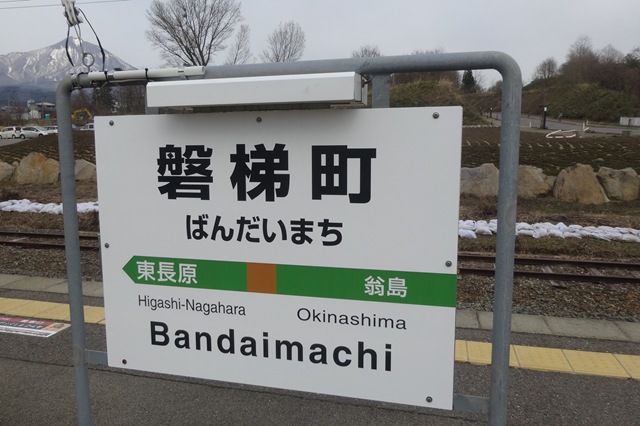 磐梯町
ばんだいまち
東長原 翁島
Higashi-Nagahara Okinashima
Bandaimachi